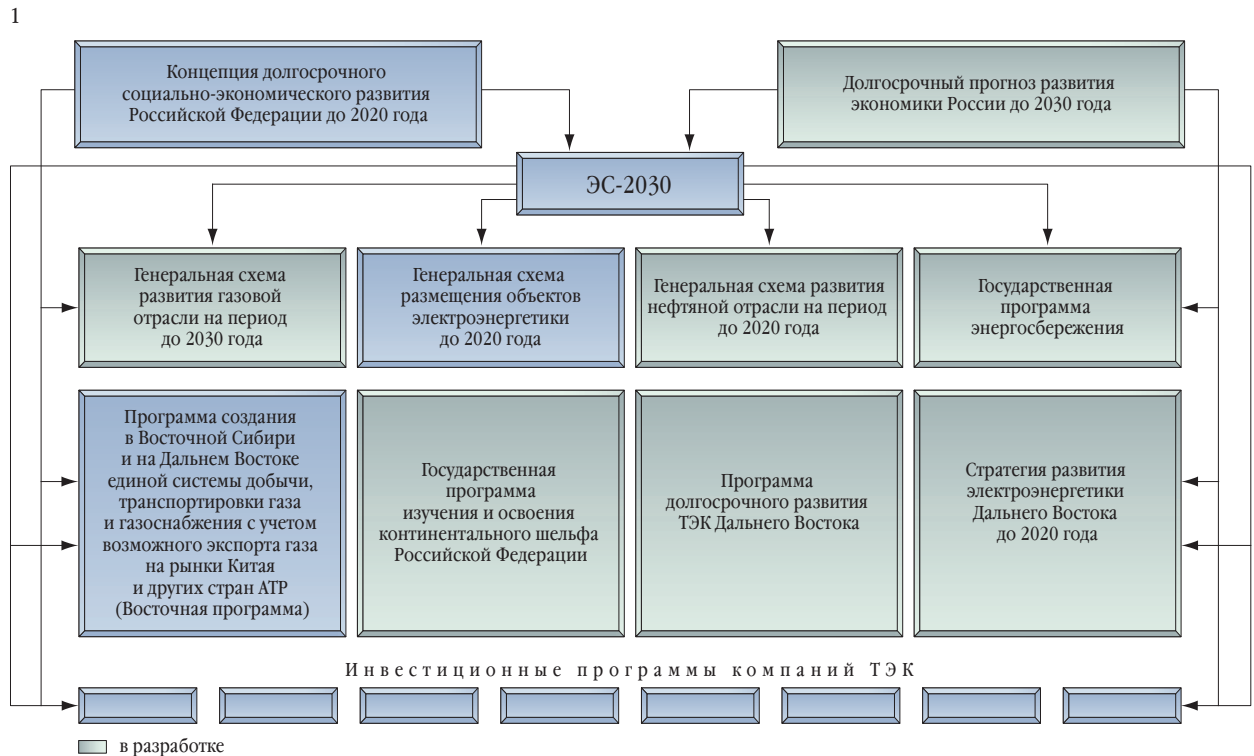 1
Концепция долгосрочного
социально-экономического развития
Российской Федерации до 2020 года
Долгосрочный прогноз развития
экономики России до 2030 года
ЭС-2030
Генеральная схема
развития газовой
отрасли на период
до 2030 года
Генеральная схема
размещения объектов
электроэнергетики
до 2020 года
Генеральная схема развития
нефтяной отрасли на период
до 2020 года
Государственная
программа
энергосбережения
Программа создания
в Восточной Сибири
и на Дальнем Востоке
единой системы добычи,
транспортировки газа
и газоснабжения с учетом
возможного экспорта газа
на рынки Китая
и других стран АТР
(Восточная программа)
Государственная
программа
изучения и освоения
континентального шельфа
Российской Федерации
Программа
долгосрочного развития
ТЭК Дальнего Востока
Стратегия развития
электроэнергетики
Дальнего Востока
до 2020 года
Инвестиционные программы компаний ТЭК
в разработке